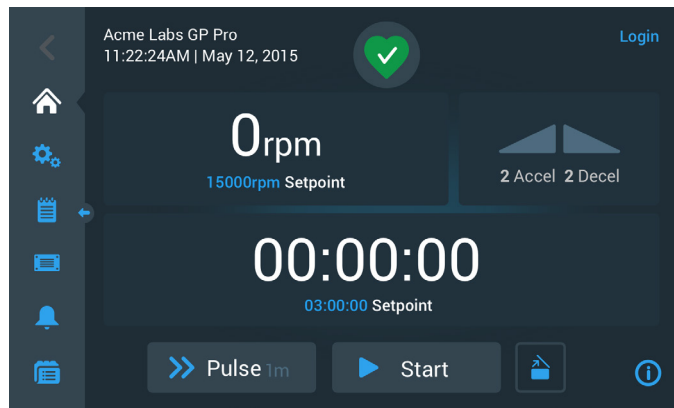 Acme Labs GP Pro
Login
11:22:24AM | May 12, 2015
0rpm
15000rpm Setpoint
2 Accel 2 Decel
00:00:00
03:00:00 Setpoint
Pulse 1m
Start